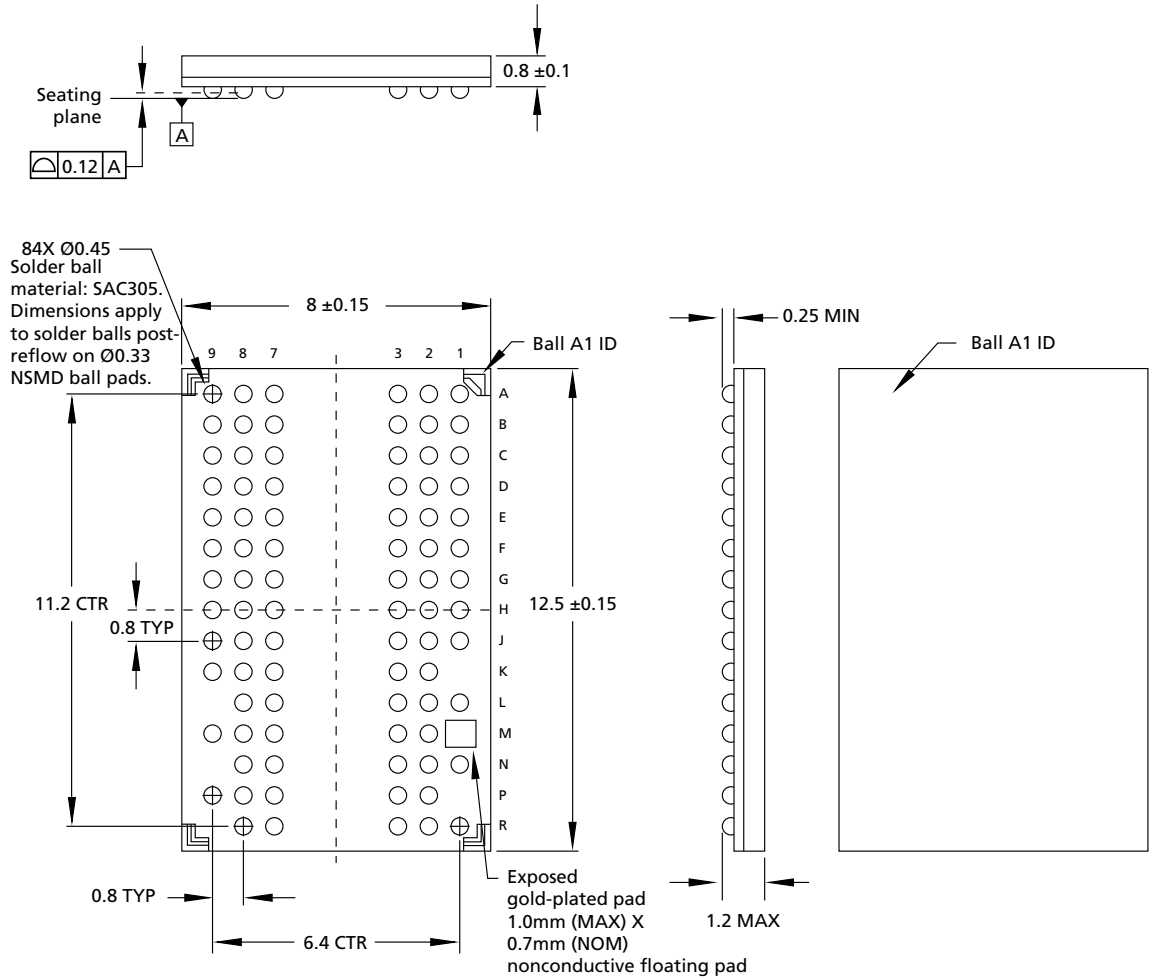 0.8 ±0.1
Seating
plane
A
0.12 A
84X Ø0.45
Solder ball
material: SAC305.
Dimensions apply
to solder balls post-
reflow on Ø0.33
NSMD ball pads.
8 ±0.15
0.25 MIN
Ball A1 ID
Ball A1 ID
9 8 7 3 2 1
A
B
C
D
E
F
G
H
J
K
L
M
N
P
R
11.2 CTR
12.5 ±0.15
0.8 TYP
0.8 TYP
6.4 CTR
Exposed
gold-plated pad
1.0mm (MAX) X
0.7mm (NOM)
nonconductive floating pad
1.2 MAX